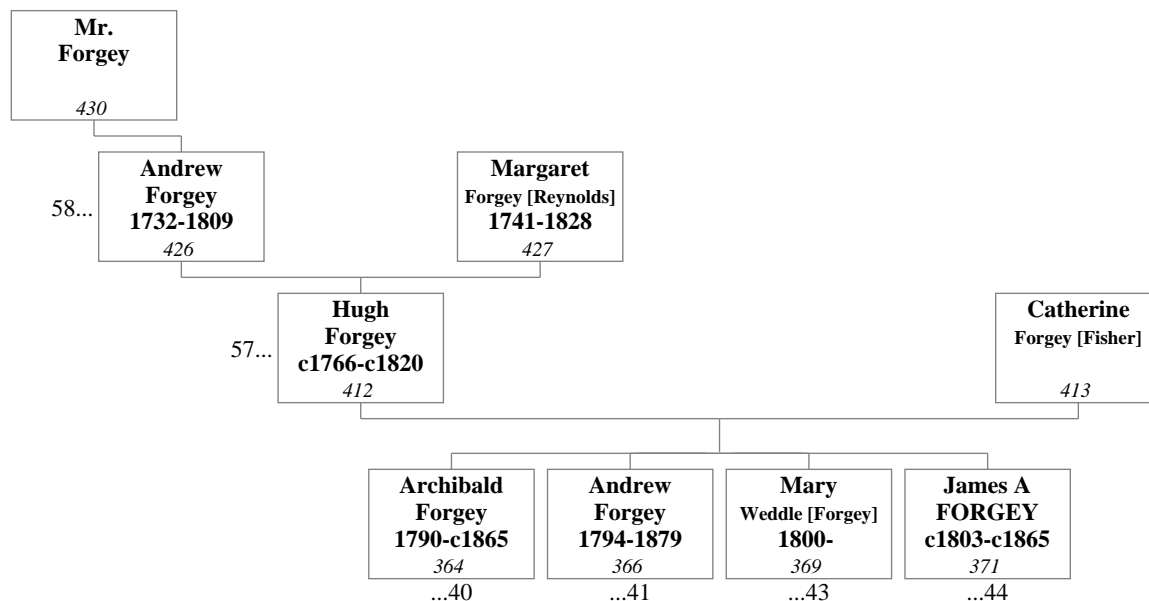 Mr.
Forgey
430
Andrew
Forgey
1732-1809
426
Margaret
Forgey [Reynolds]
1741-1828
427
58...
Hugh
Forgey
c1766-c1820
412
Catherine
Forgey [Fisher]
413
57...
Archibald
Forgey
1790-c1865
364
...40
Andrew
Forgey
1794-1879
366
...41
Mary
Weddle [Forgey]
1800-
369
...43
James A
FORGEY
c1803-c1865
371
...44